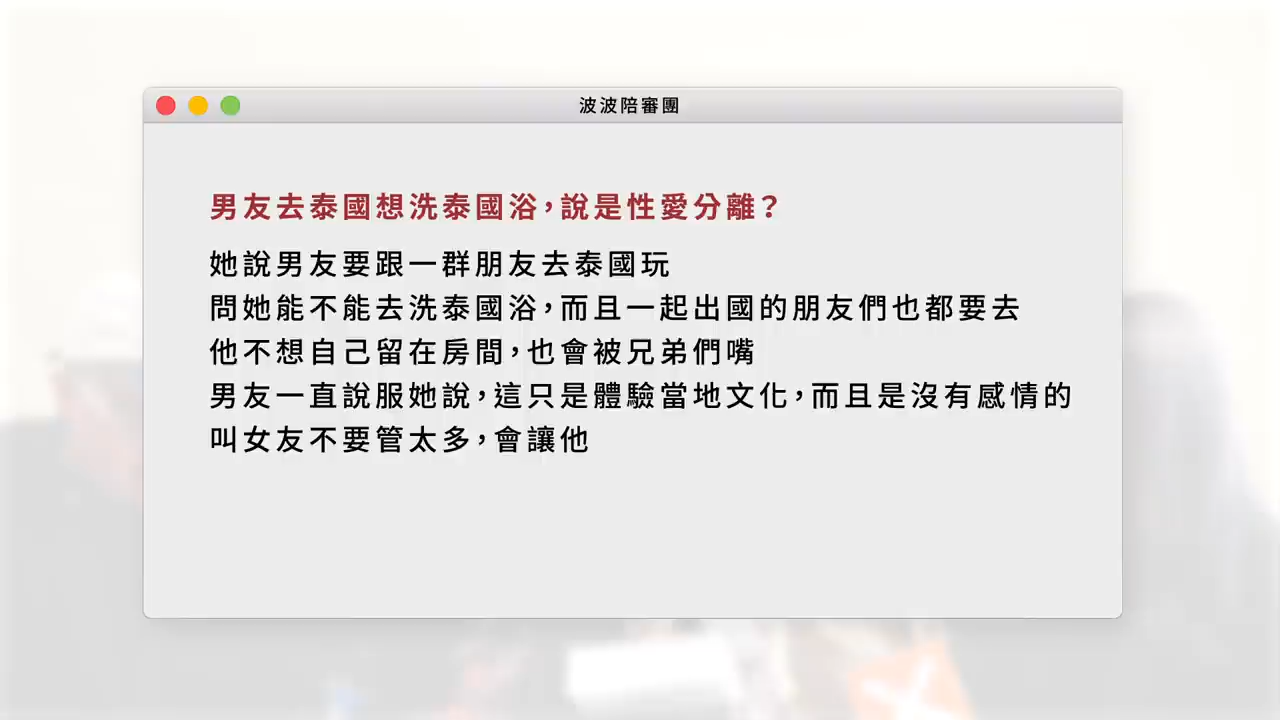 波波陪審團
男友去泰國想洗泰國浴，說是性愛分離？
她說男友要跟一群朋友去泰國玩
問她能不能去洗泰國浴，而且一起出國的朋友們也都要去
他不想自己留在房間，也會被兄弟們嘴
男友一直說服她說，這只是體驗當地文化，而且是沒有感情的
叫女友不要管太多，會讓他